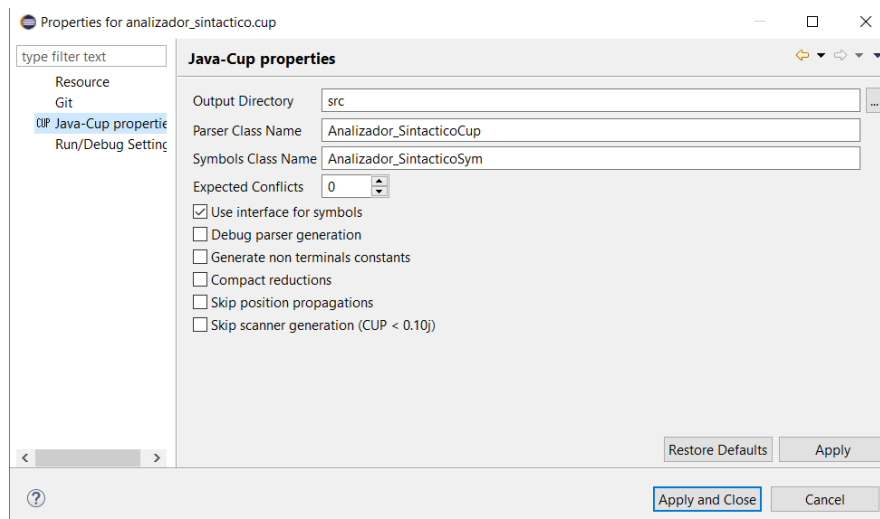 Properties for analizador_sintactico.cup
type filter text
Resource
Git
CUP Java-Cup propertie
Run/Debug Setting
Java-Cup properties
Output Directory src ...
Parser Class Name Analizador_SintacticoCup
Symbols Class Name Analizador_SintacticoSym
Expected Conflicts 0
Use interface for symbols
Debug parser generation
Generate non terminals constants
Compact reductions
Skip position propagations
Skip scanner generation (CUP < 0.10j)
Restore Defaults Apply
? Apply and Close Cancel